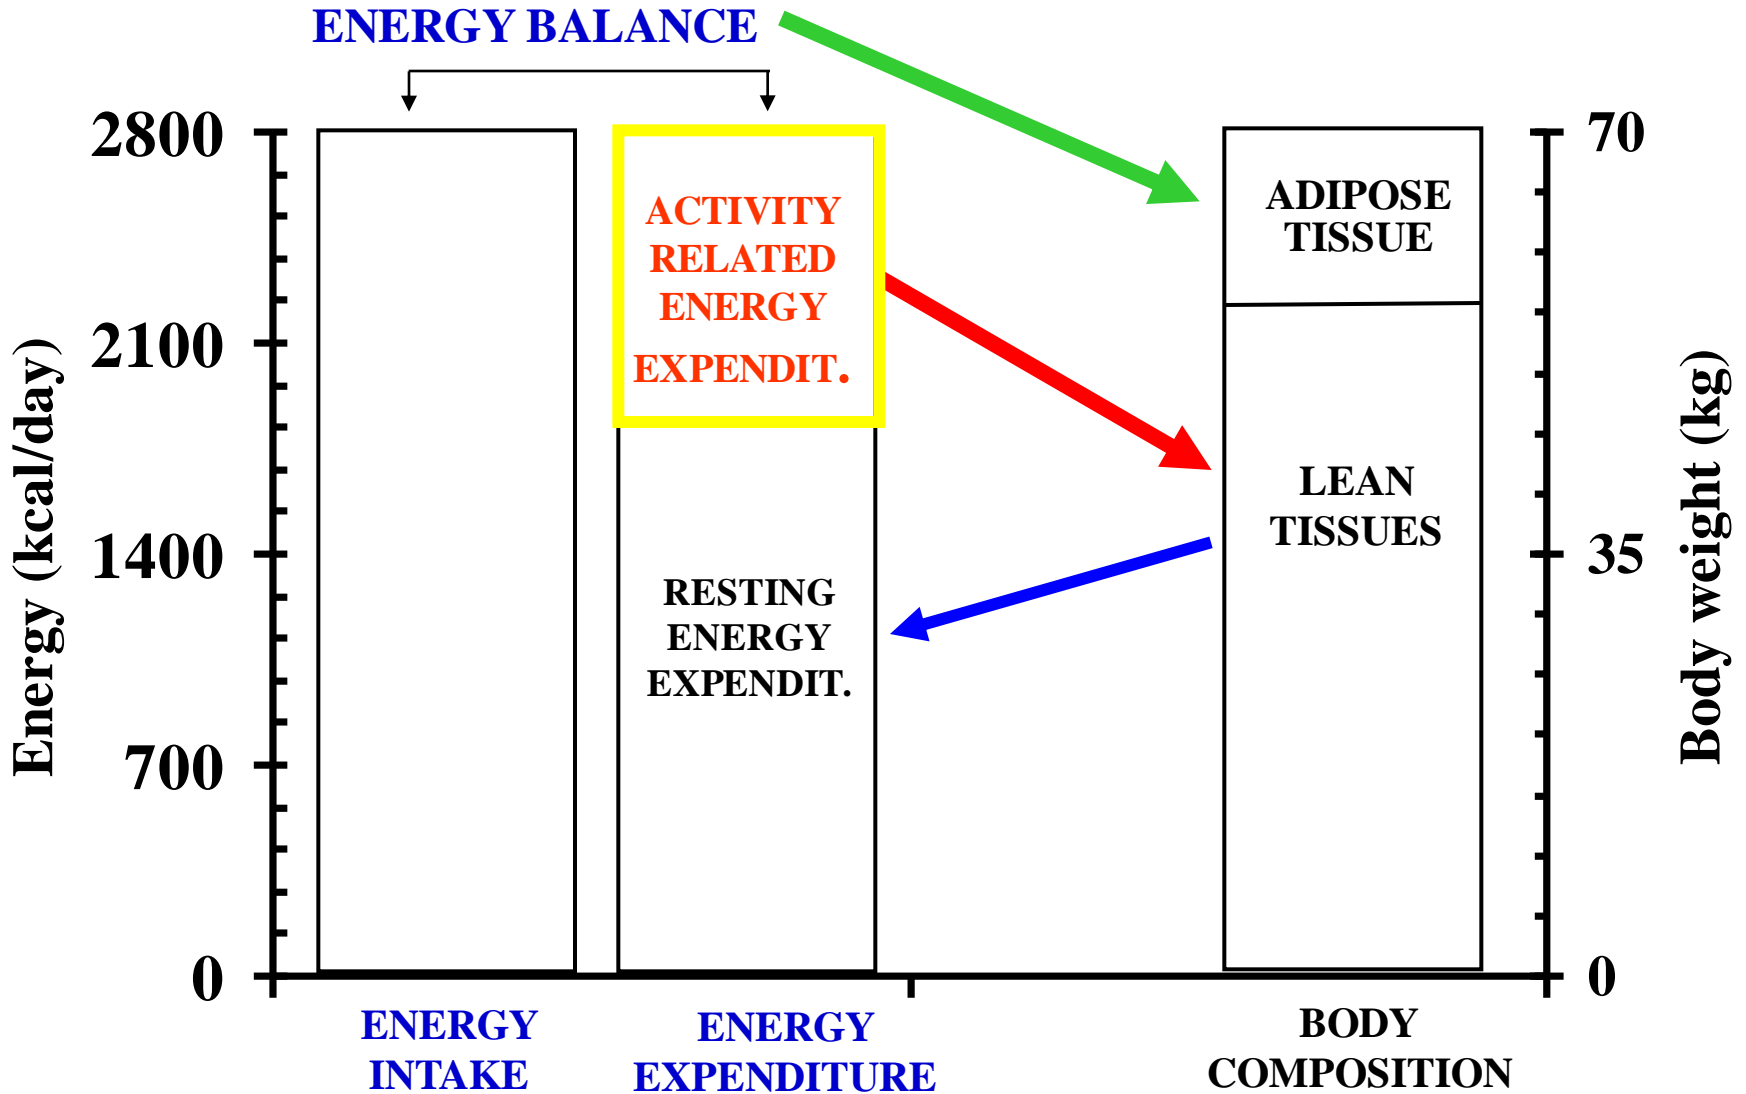 ENERGY BALANCE
2800
2100
1400
700
0
Energy (kcal/day)
ACTIVITY
RELATED
ENERGY
EXPENDIT.
RESTING
ENERGY
EXPENDIT.
ADIPOSE
TISSUE
LEAN
TISSUES
70
35
0
Body weight (kg)
ENERGY
INTAKE
ENERGY
EXPENDITURE
BODY
COMPOSITION